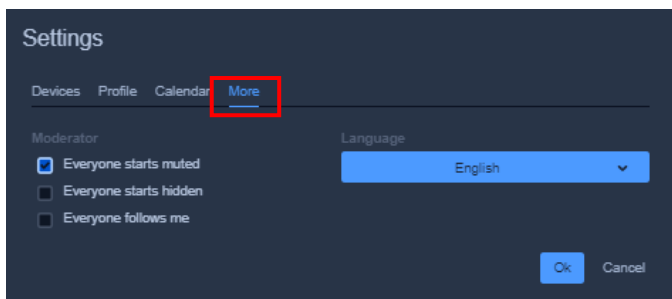 Settings
Devices Profile Calendar More
Moderator
Everyone starts muted
Everyone starts hidden
Everyone follows me
Language
English
Ok Cancel